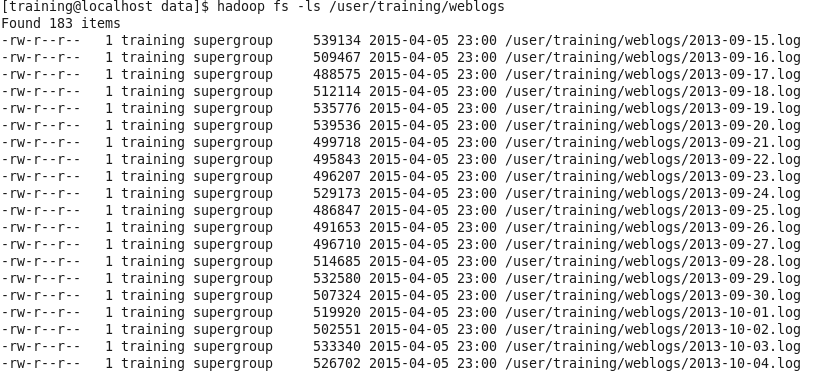 [training@localhost data]$ hadoop fs -ls /user/training/weblogs
Found 183 items
-rw-r--r--   1 training supergroup     539134 2015-04-05 23:00 /user/training/weblogs/2013-09-15.log
-rw-r--r--   1 training supergroup     509467 2015-04-05 23:00 /user/training/weblogs/2013-09-16.log
-rw-r--r--   1 training supergroup     488575 2015-04-05 23:00 /user/training/weblogs/2013-09-17.log
-rw-r--r--   1 training supergroup     512114 2015-04-05 23:00 /user/training/weblogs/2013-09-18.log
-rw-r--r--   1 training supergroup     535776 2015-04-05 23:00 /user/training/weblogs/2013-09-19.log
-rw-r--r--   1 training supergroup     539536 2015-04-05 23:00 /user/training/weblogs/2013-09-20.log
-rw-r--r--   1 training supergroup     499718 2015-04-05 23:00 /user/training/weblogs/2013-09-21.log
-rw-r--r--   1 training supergroup     495843 2015-04-05 23:00 /user/training/weblogs/2013-09-22.log
-rw-r--r--   1 training supergroup     496207 2015-04-05 23:00 /user/training/weblogs/2013-09-23.log
-rw-r--r--   1 training supergroup     529173 2015-04-05 23:00 /user/training/weblogs/2013-09-24.log
-rw-r--r--   1 training supergroup     486847 2015-04-05 23:00 /user/training/weblogs/2013-09-25.log
-rw-r--r--   1 training supergroup     491653 2015-04-05 23:00 /user/training/weblogs/2013-09-26.log
-rw-r--r--   1 training supergroup     496710 2015-04-05 23:00 /user/training/weblogs/2013-09-27.log
-rw-r--r--   1 training supergroup     514685 2015-04-05 23:00 /user/training/weblogs/2013-09-28.log
-rw-r--r--   1 training supergroup     532580 2015-04-05 23:00 /user/training/weblogs/2013-09-29.log
-rw-r--r--   1 training supergroup     507324 2015-04-05 23:00 /user/training/weblogs/2013-09-30.log
-rw-r--r--   1 training supergroup     519920 2015-04-05 23:00 /user/training/weblogs/2013-10-01.log
-rw-r--r--   1 training supergroup     502551 2015-04-05 23:00 /user/training/weblogs/2013-10-02.log
-rw-r--r--   1 training supergroup     533340 2015-04-05 23:00 /user/training/weblogs/2013-10-03.log
-rw-r--r--   1 training supergroup     526702 2015-04-05 23:00 /user/training/weblogs/2013-10-04.log